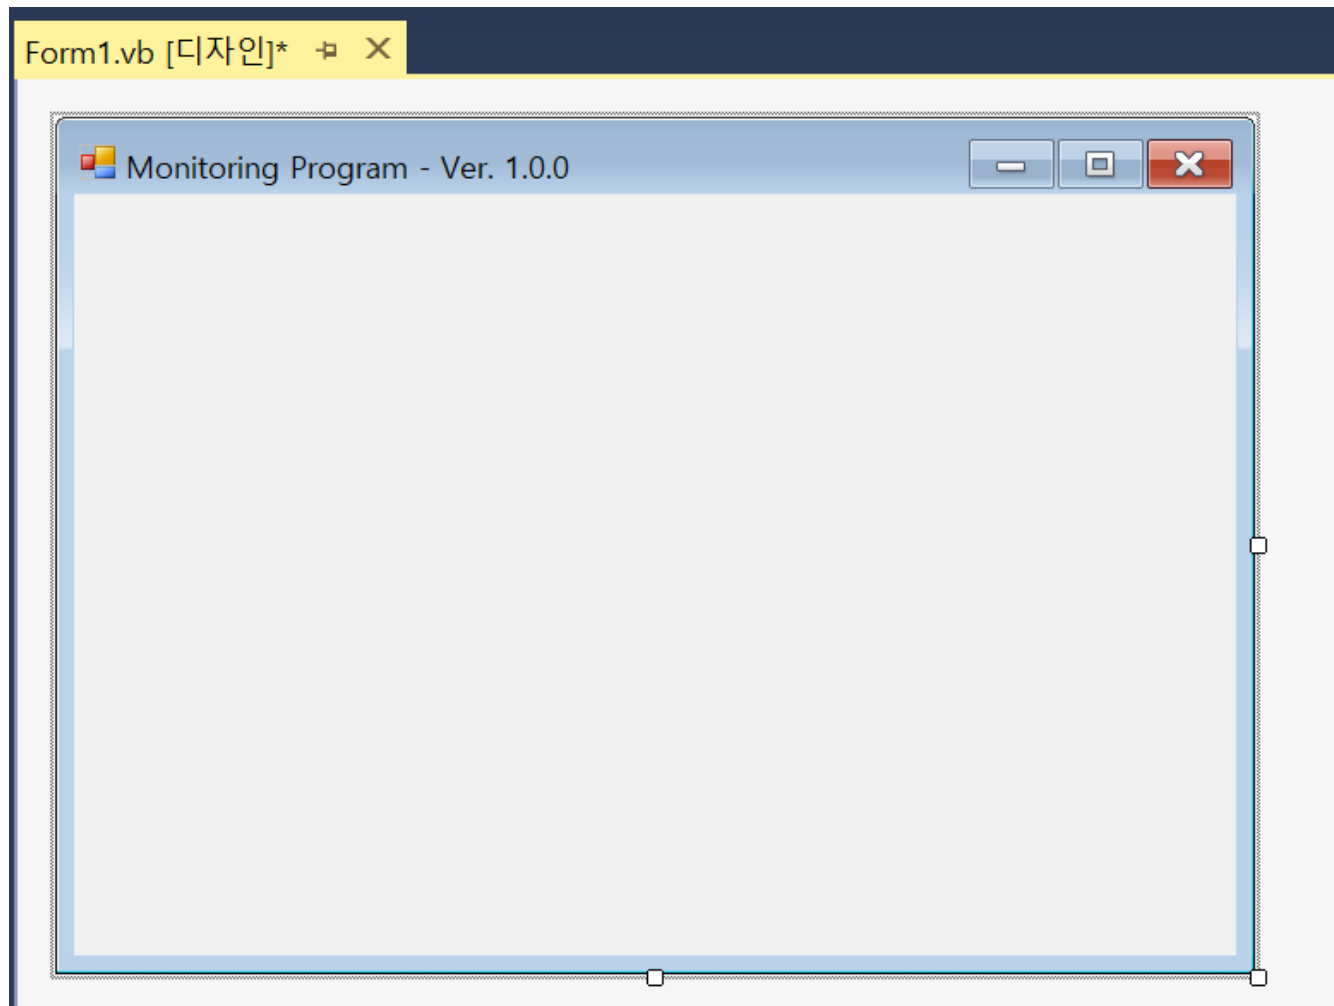 Form1.vb [디자인]*
Monitoring Program - Ver. 1.0.0